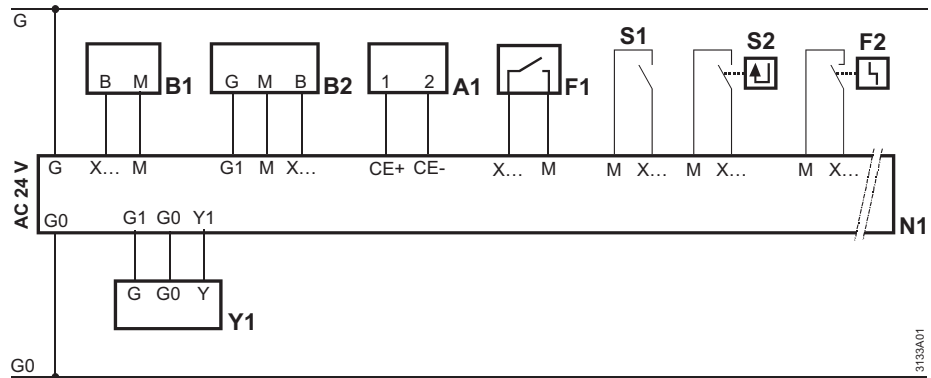 G
S1 S2 F2
B M B1 G M B B2 1 2 A1 F1
G X... M G1 M X... CE+ CE- X... M M X... M X... M X...
AC 24 V
G0 G1 G0 Y1 N1
G G0 Y Y1
G0
3133A01